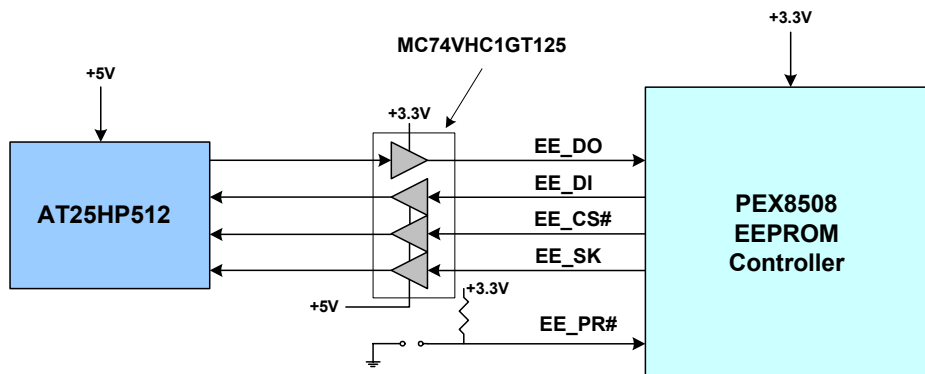 +3.3V
MC74VHC1GT125
+5V
+3.3V
EE_DO
EE_DI
AT25HP512
EE_CS#
PEX8508
EEPROM
Controller
EE_SK
+5V
+3.3V
EE_PR#